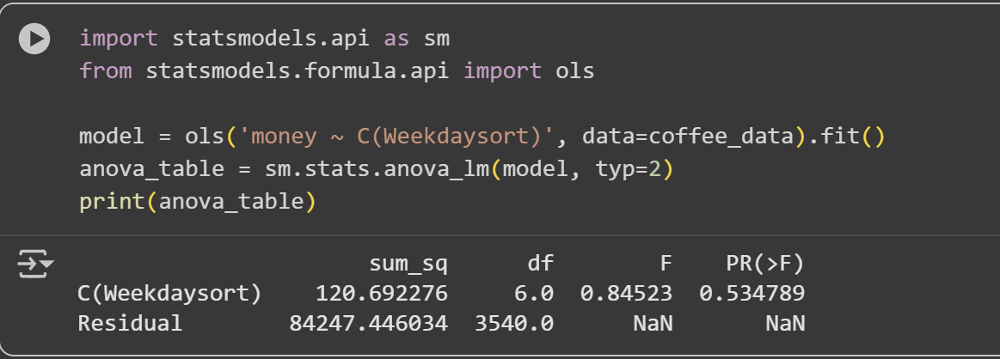 import statsmodels.api as sm
from statsmodels.formula.api import ols

model = ols('money ~ C(Weekdaysort)', data=coffee_data).fit()
anova_table = sm.stats.anova_lm(model, typ=2)
print(anova_table)

sum_sq df F PR(>F)
C(Weekdaysort) 120.692276 6.0 0.84523 0.534789
Residual 84247.446034 3540.0 NaN NaN